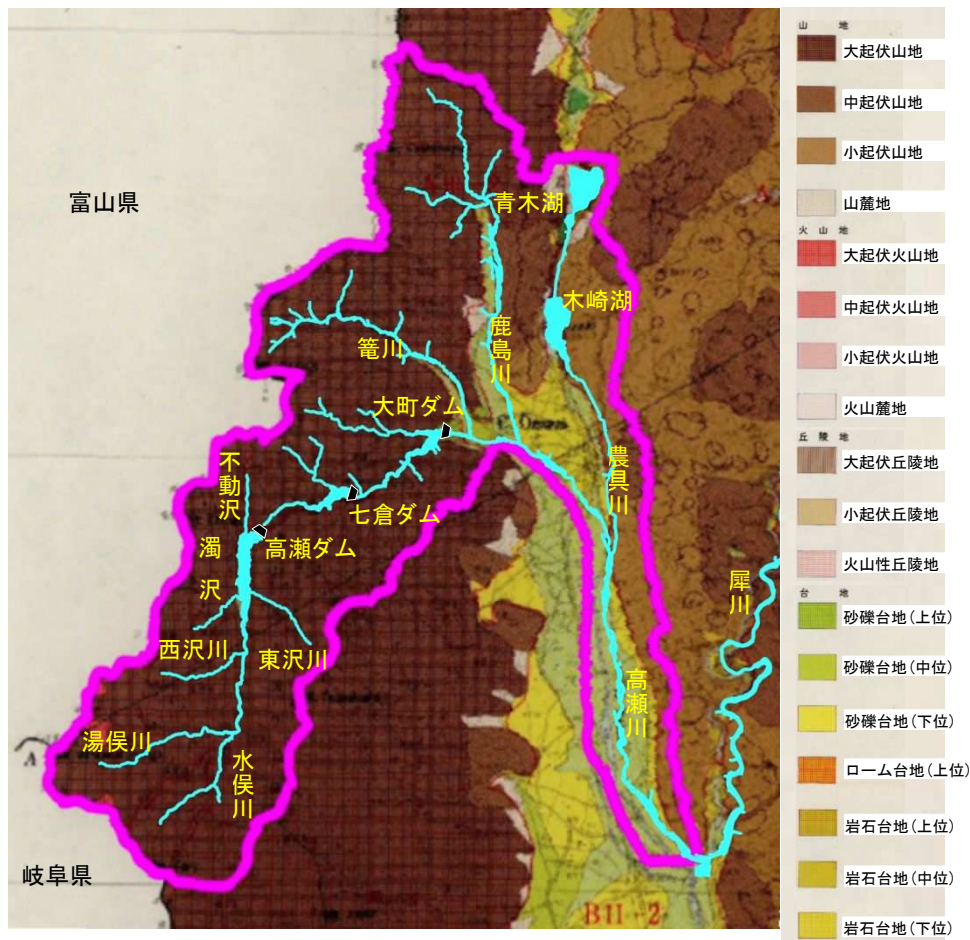 富山県
岐阜県
青木湖
木崎湖
鹿島川
篭川
大町ダム
農具川
七倉ダム
不動沢
高瀬ダム
濁沢
犀川
西沢川
東沢川
高瀬川
湯俣川
水俣川
A
BII-2
山地
大起伏山地
中起伏山地
小起伏山地
山麓地
火山地
大起伏火山地
中起伏火山地
小起伏火山地
火山麓地
丘陵地
大起伏丘陵地
小起伏丘陵地
火山性丘陵地
台地
砂礫台地(上位)
砂礫台地(中位)
砂礫台地(下位)
ローム台地(上位)
岩石台地(上位)
岩石台地(中位)
岩石台地(下位)